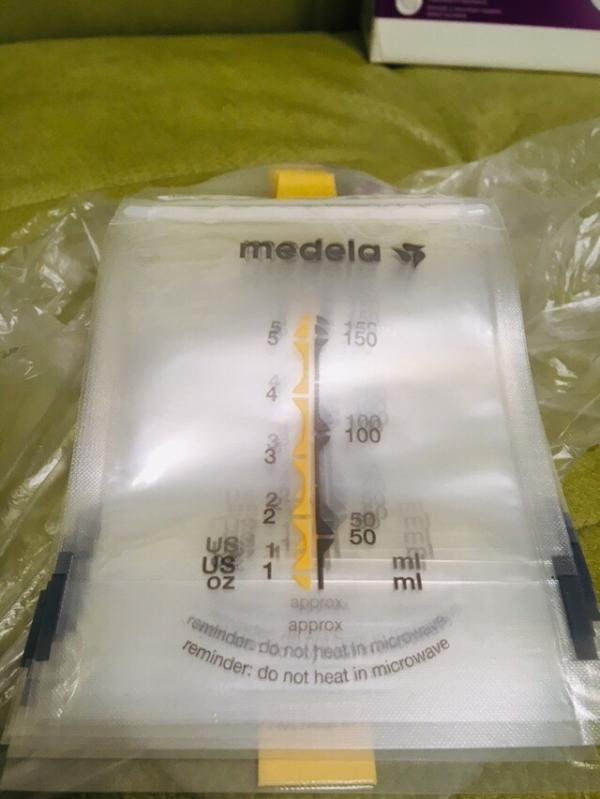 medela
5 150
4
3 100
2
50
US 1 ml
oz
approx
reminder: do not heat in microwave